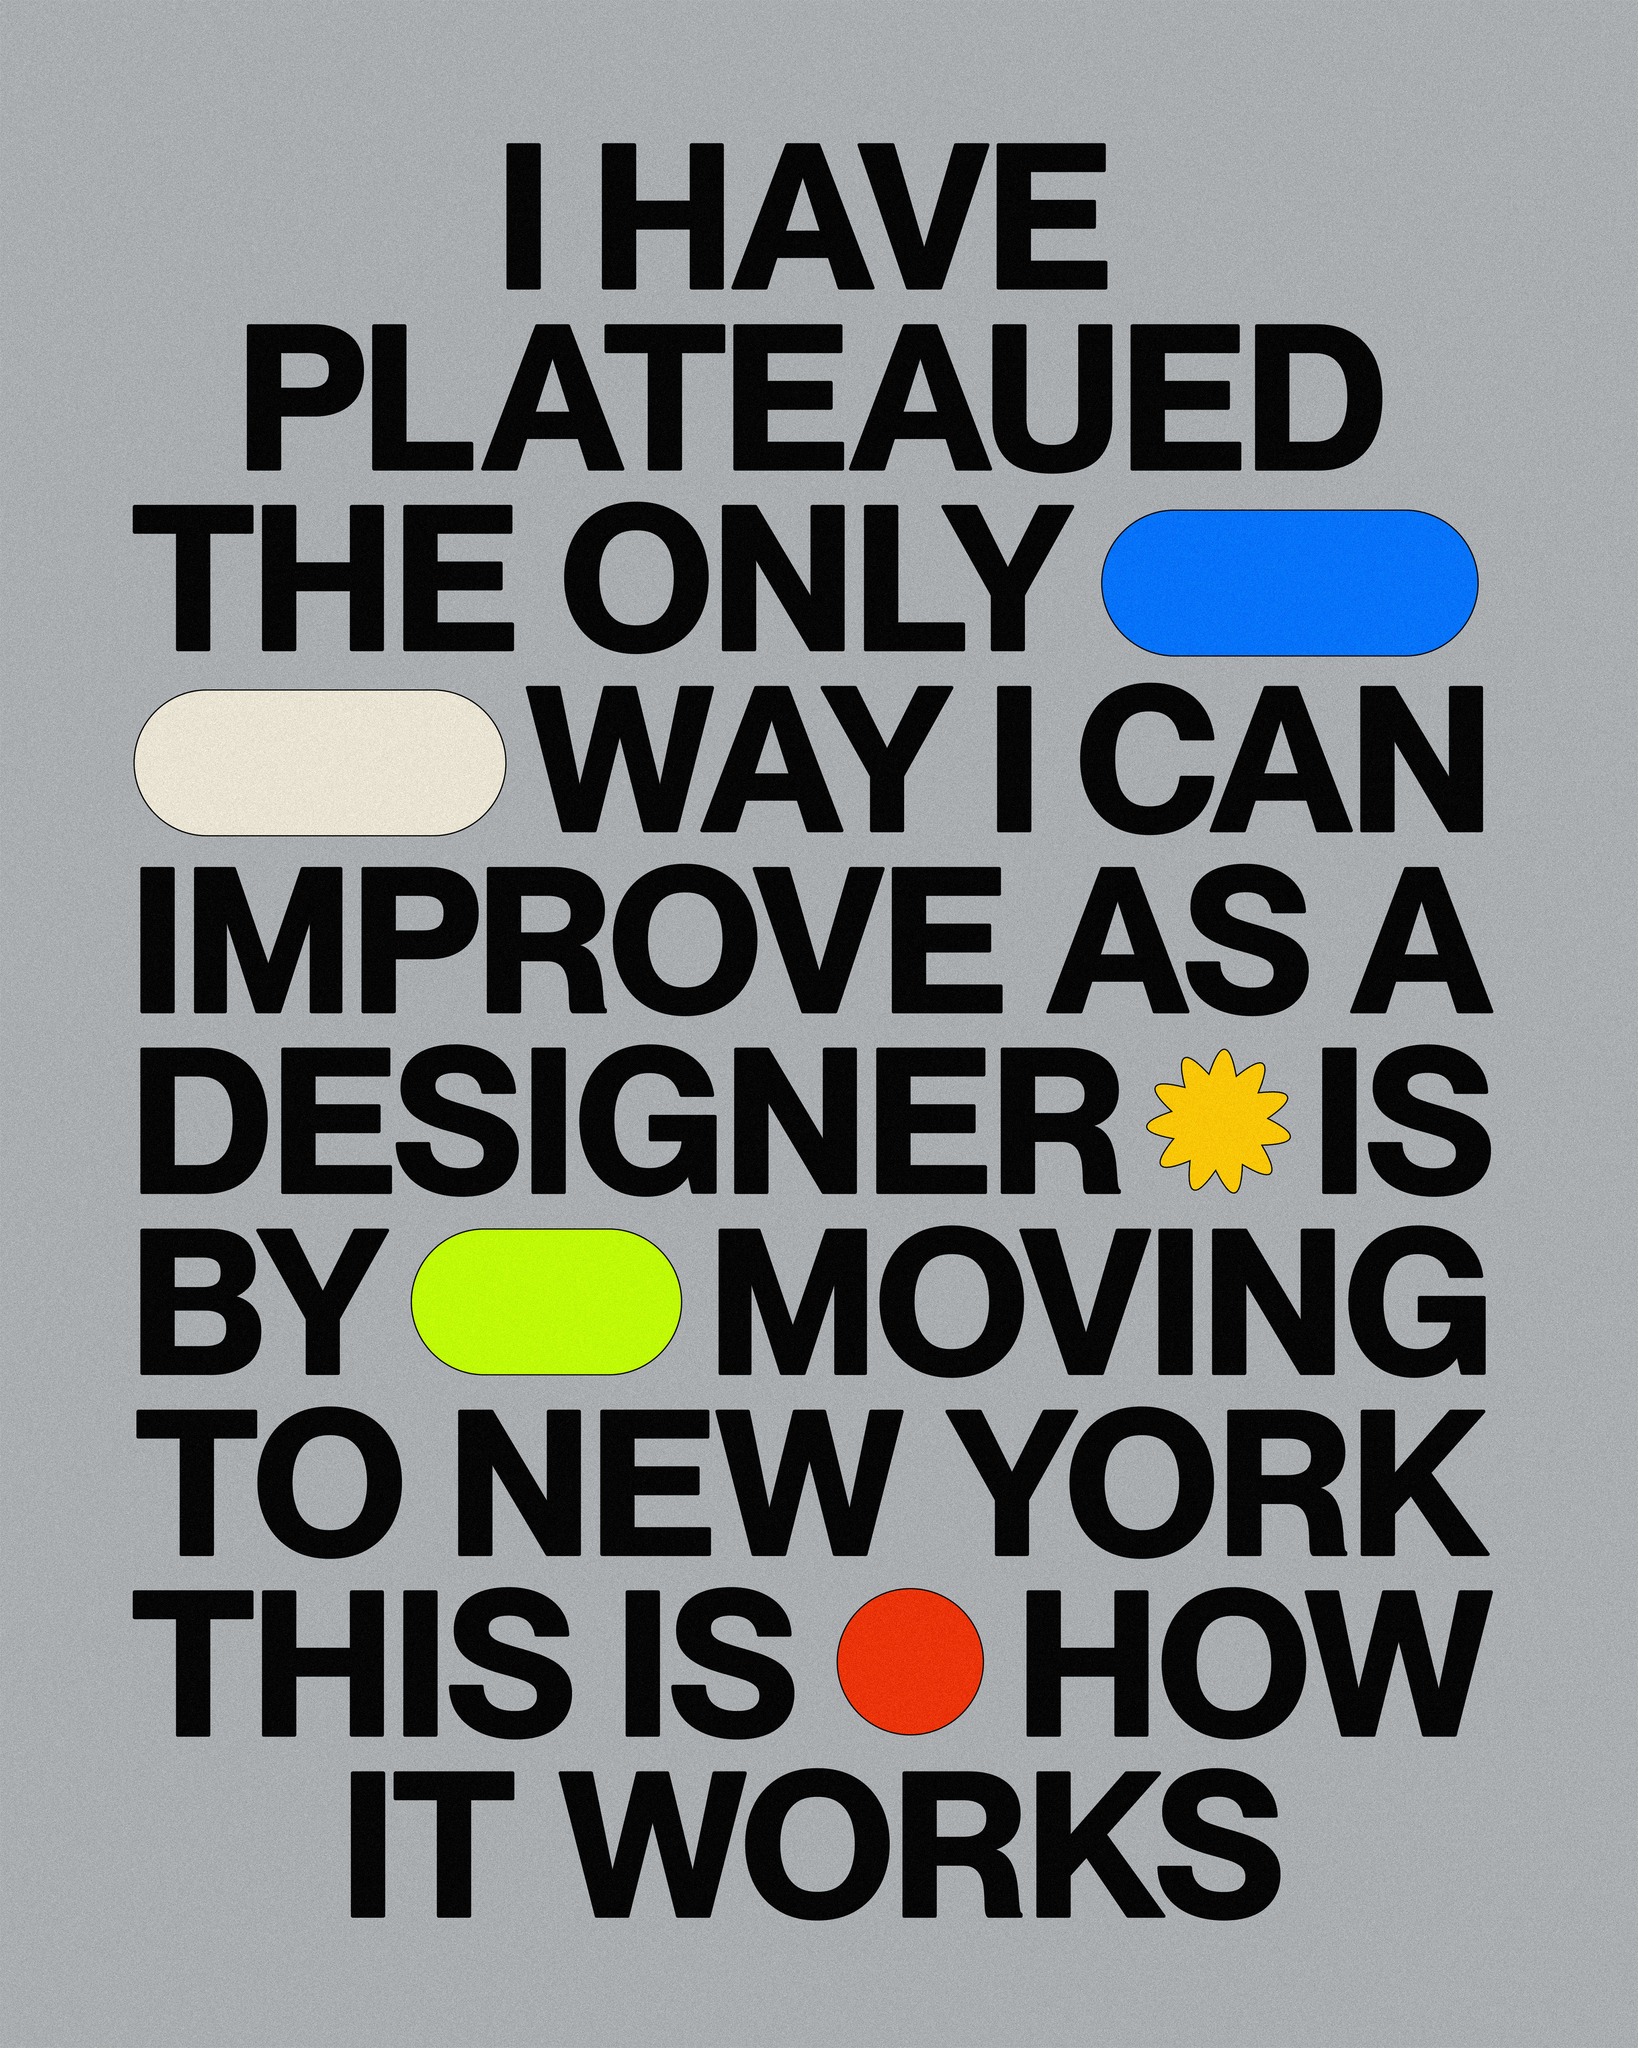 I HAVE
PLATEAUED
THE ONLY
WAY I CAN
IMPROVE AS A
DESIGNER IS
BY MOVING
TO NEW YORK
THIS IS HOW
IT WORKS